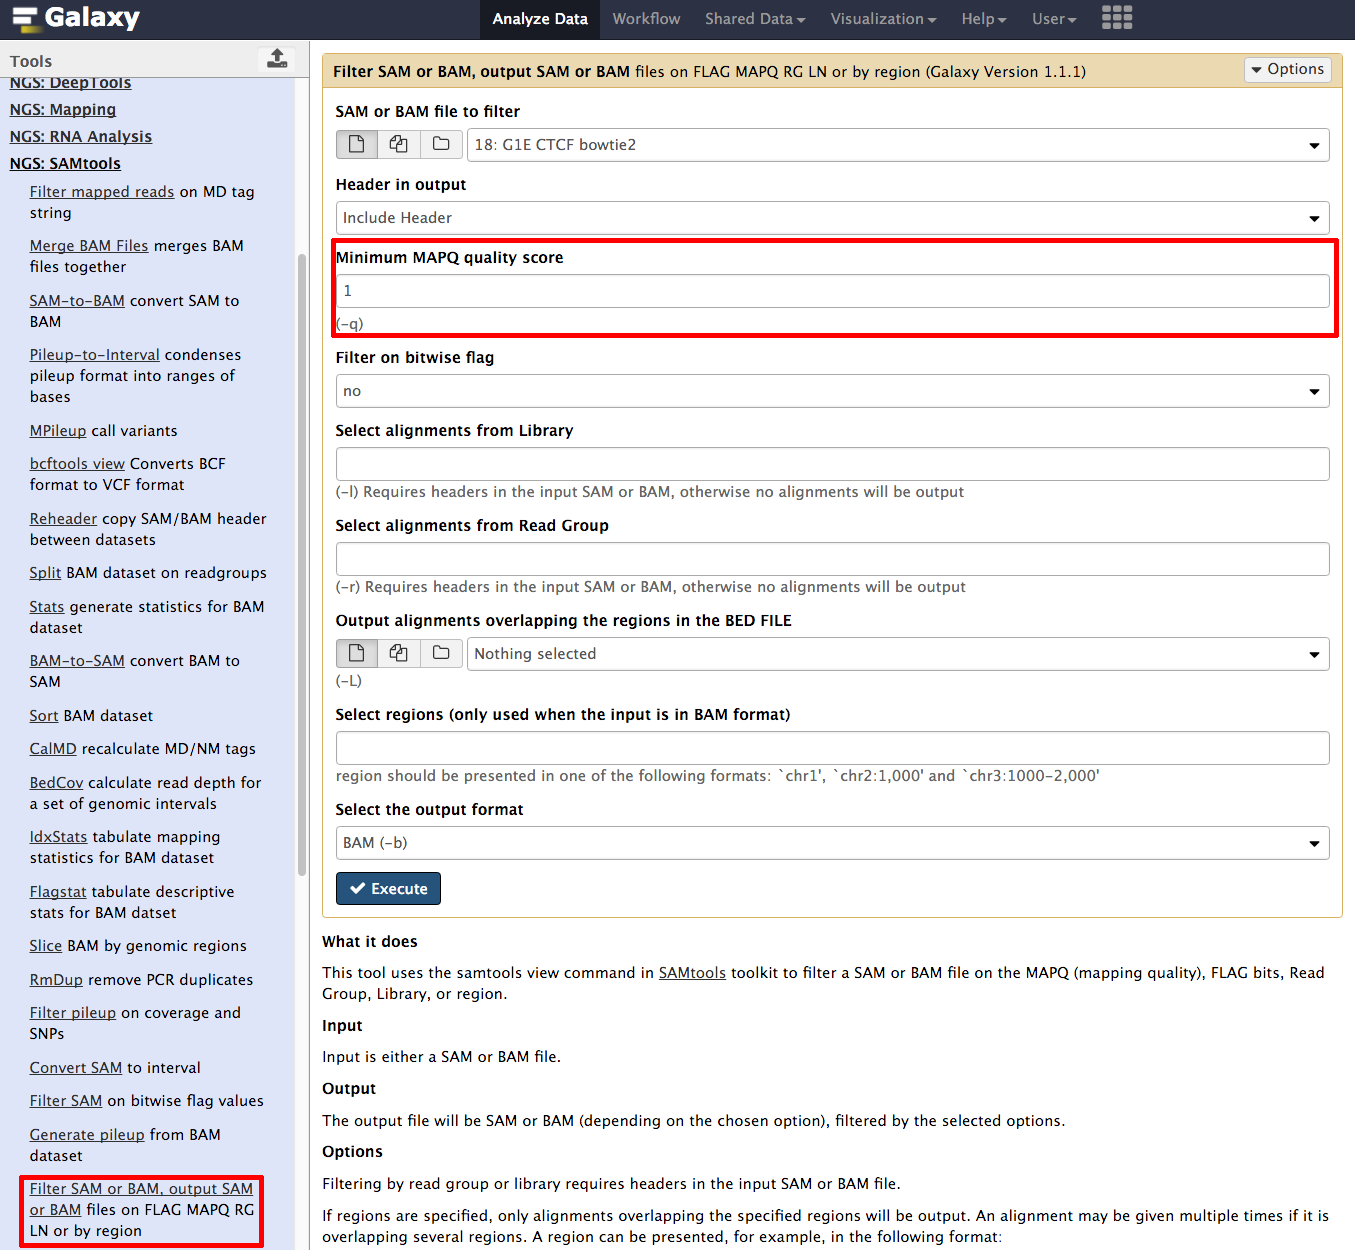 Galaxy
Analyze Data
Workflow
Shared Data
Visualization
Help
User
Tools
NGS: DeepTools
NGS: Mapping
NGS: RNA Analysis
NGS: SAMtools
Filter mapped reads on MD tag
string
Merge BAM Files merges BAM
files together
SAM-to-BAM convert SAM to
BAM
Pileup-to-Interval condenses
pileup format into ranges of
bases
MPileup call variants
bcftools view Converts BCF
format to VCF format
Reheader copy SAM/BAM header
between datasets
Split BAM dataset on readgroups
Stats generate statistics for BAM
dataset
BAM-to-SAM convert BAM to
SAM
Sort BAM dataset
CalMD recalculate MD/NM tags
BedCov calculate read depth for
a set of genomic intervals
IdxStats tabulate mapping
statistics for BAM dataset
Flagstat tabulate descriptive
stats for BAM datset
Slice BAM by genomic regions
RmDup remove PCR duplicates
Filter pileup on coverage and
SNPs
Convert SAM to interval
Filter SAM on bitwise flag values
Generate pileup from BAM
dataset
Filter SAM or BAM, output SAM
or BAM files on FLAG MAPQ RG
LN or by region
Filter SAM or BAM, output SAM or BAM files on FLAG MAPQ RG LN or by region (Galaxy Version 1.1.1)
Options
SAM or BAM file to filter
18: G1E CTCF bowtie2
Header in output
Include Header
Minimum MAPQ quality score
1
(-q)
Filter on bitwise flag
no
Select alignments from Library
(-l) Requires headers in the input SAM or BAM, otherwise no alignments will be output
Select alignments from Read Group
(-r) Requires headers in the input SAM or BAM, otherwise no alignments will be output
Output alignments overlapping the regions in the BED FILE
Nothing selected
(-L)
Select regions (only used when the input is in BAM format)
region should be presented in one of the following formats: `chr1', `chr2:1,000' and `chr3:1000-2,000'
Select the output format
BAM (-b)
Execute
What it does
This tool uses the samtools view command in SAMtools toolkit to filter a SAM or BAM file on the MAPQ (mapping quality), FLAG bits, Read
Group, Library, or region.
Input
Input is either a SAM or BAM file.
Output
The output file will be SAM or BAM (depending on the chosen option), filtered by the selected options.
Options
Filtering by read group or library requires headers in the input SAM or BAM file.
If regions are specified, only alignments overlapping the specified regions will be output. An alignment may be given multiple times if it is
overlapping several regions. A region can be presented, for example, in the following format: